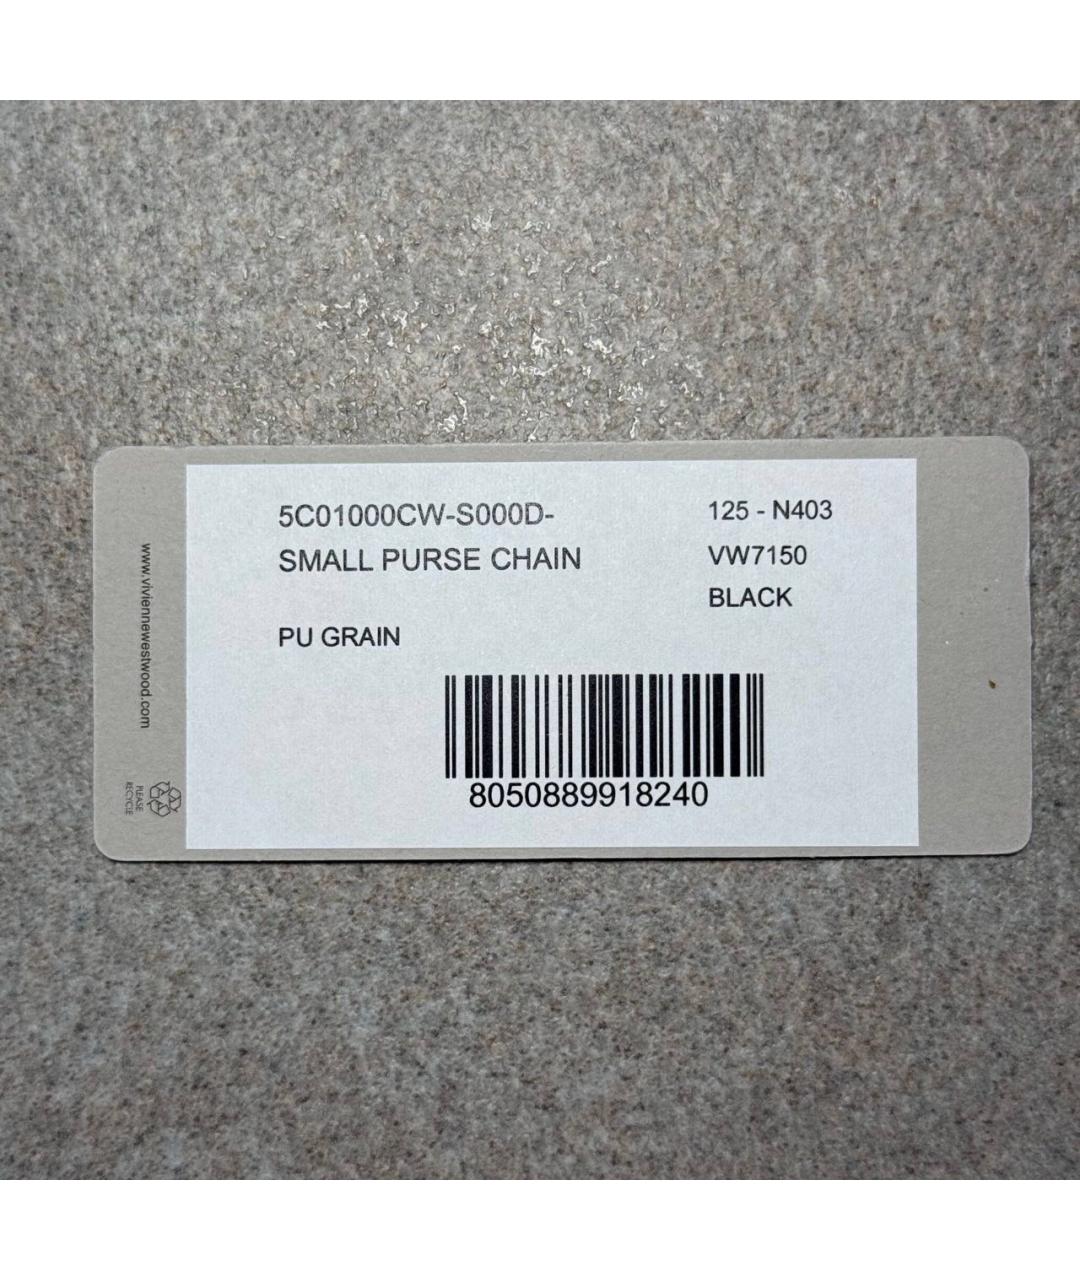 5C01000CW-S000D-
SMALL PURSE CHAIN
PU GRAIN
125 - N403
VW7150
BLACK
8050889918240
www.viviennewestwood.com
PLEASE
RECYCLE